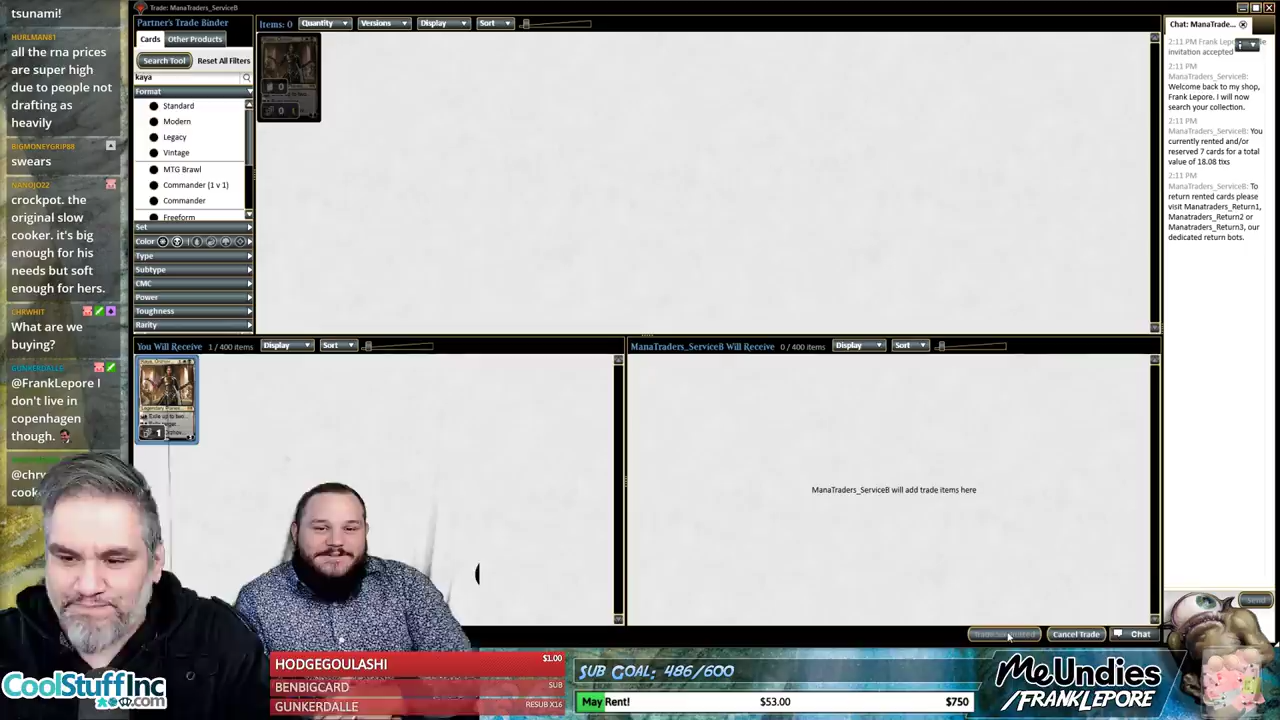 tsunami!
HURLMAN81
all the rna prices
are super high
due to people not
drafting as
heavily
BIGMONEYGRIP88
swears
NANOJO22
crockpot. the
original slow
cooker. it's big
enough for his
needs but soft
enough for hers.
CHRWHIT
What are we
buying?
GUNKERDALLE
@FrankLepore I
don't live in
copenhagen
though.
Trade: ManaTraders_ServiceB
Partner's Trade Binder
Cards
Other Products
Search Tool
Reset All Filters
kaya
Format
Standard
Modern
Legacy
Vintage
MTG Brawl
Commander (1 v 1)
Commander
Freeform
Set
Color
Type
Subtype
CMC
Power
Toughness
Rarity
Items: 0
Quantity
Versions
Display
Sort
0
0
You Will Receive 1 / 400 items
Display
Sort
1
ManaTraders_ServiceB Will Receive 0 / 400 items
Display
Sort
ManaTraders_ServiceB will add trade items here
Cancel Trade
Chat
Chat: ManaTrade...
invitation accepted
2:11 PM
ManaTraders_ServiceB:
Welcome back to my shop,
Frank Lepore. I will now
search your collection.
2:11 PM
ManaTraders_ServiceB: You
currently rented and/or
reserved 7 cards for a total
value of 18.08 tixs
2:11 PM
ManaTraders_ServiceB: To
return rented cards please
visit Manatraders_Return1,
Manatraders_Return2 or
Manatraders_Return3, our
dedicated return bots.
Send
CoolStuffInc
.com
HODGEGOULASHI $1.00
BENBIGCARD SUB
GUNKERDALLE RESUB X16
SUB GOAL: 486/600
May Rent! $53.00 $750
MeUndies
/FRANKLEPORE